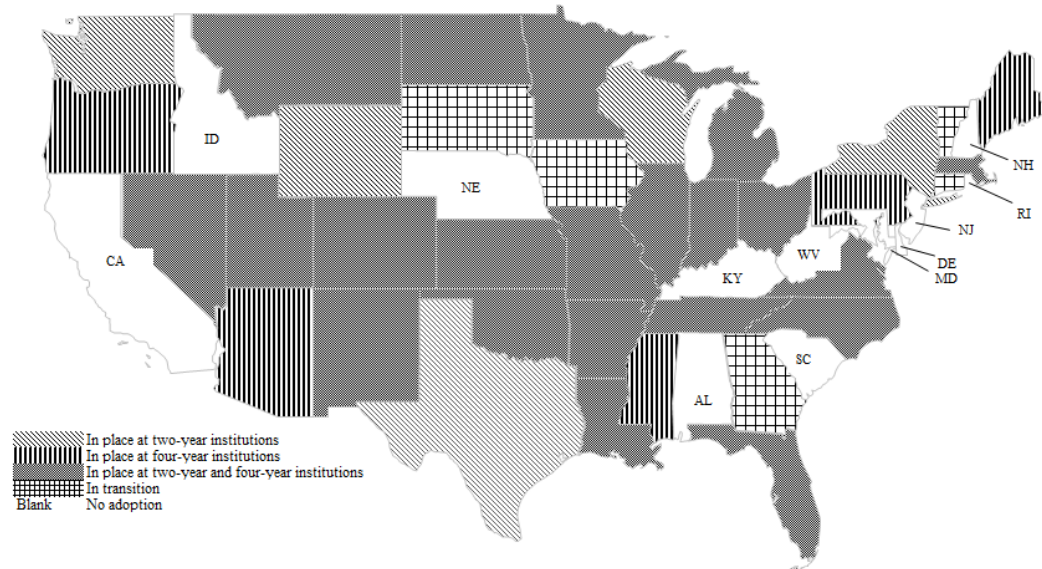 ID
NH
NE
RI
NJ
CA
WV
DE
KY
MD
SC
AL
In place at two-year institutions
In place at four-year institutions
In place at two-year and four-year institutions
In transition
Blank No adoption